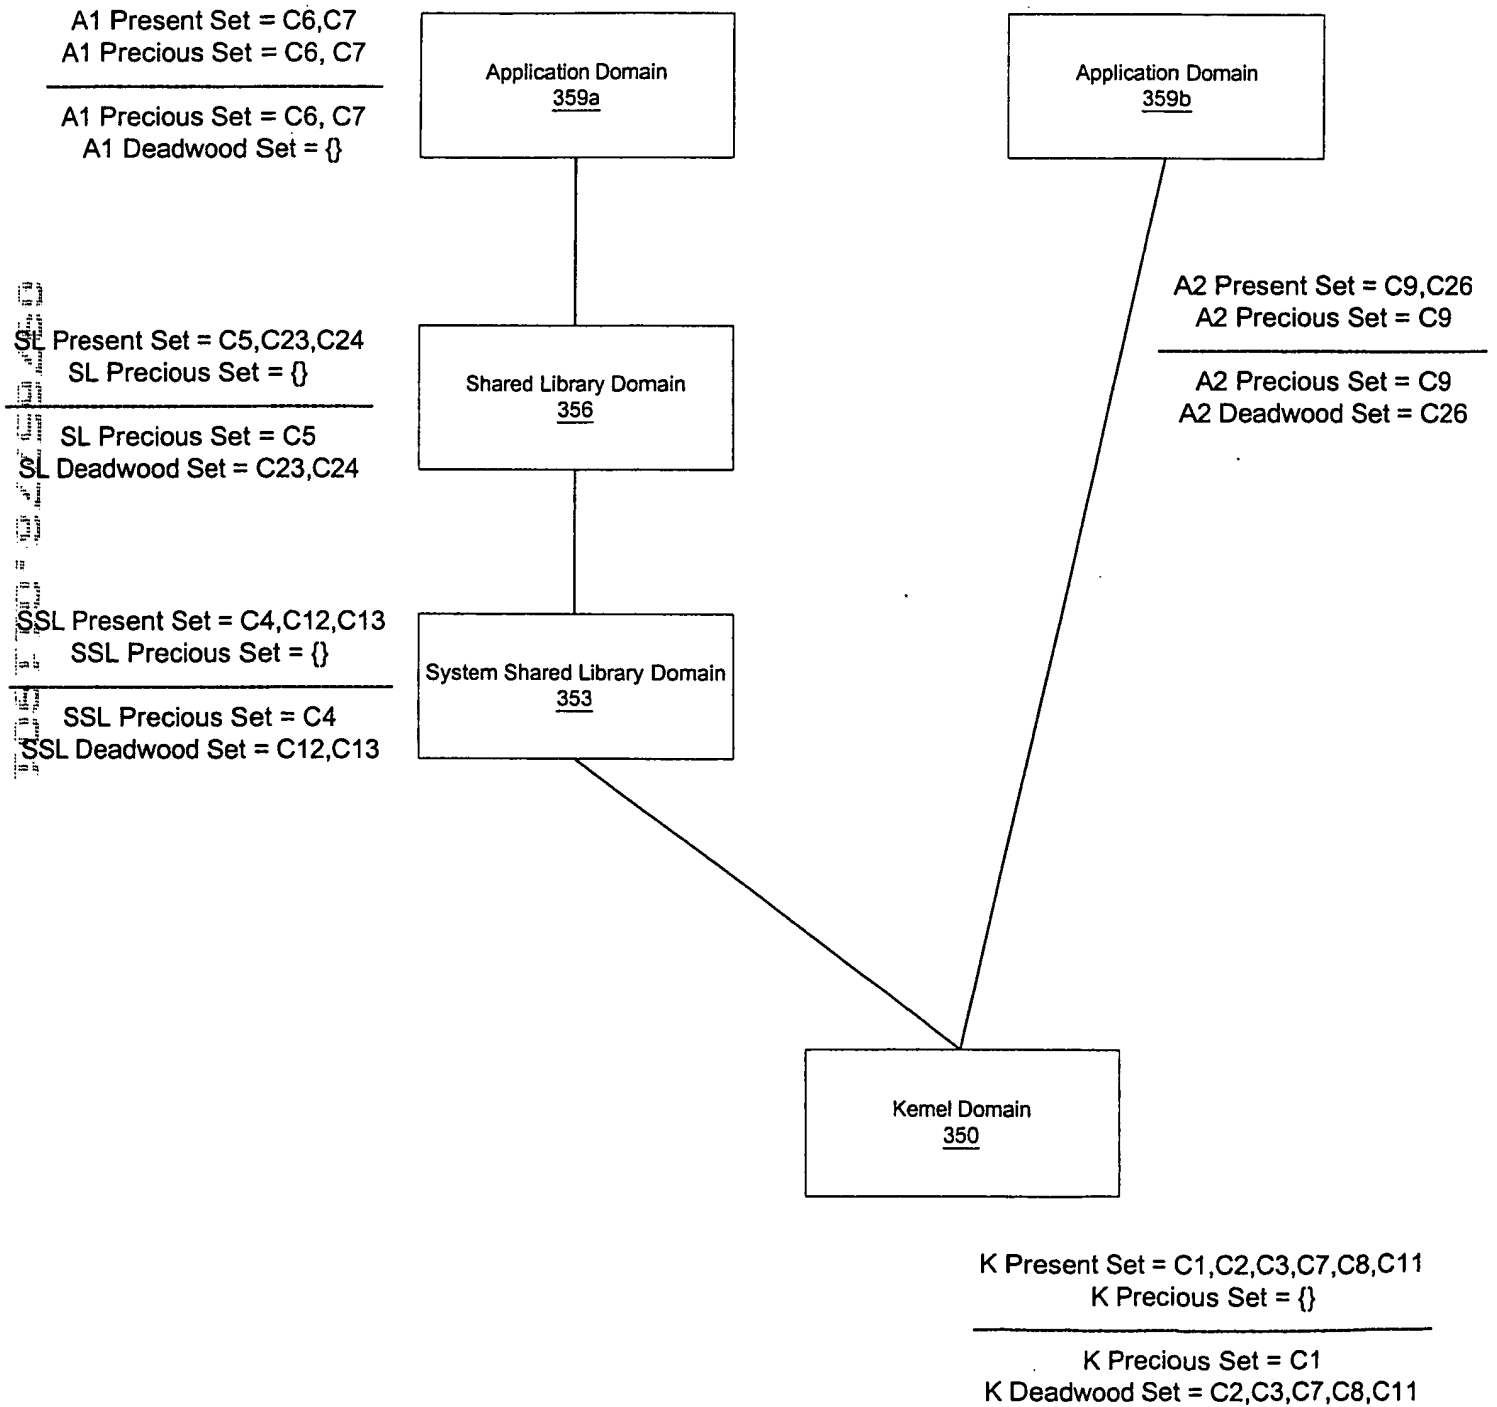 A1 Present Set = C6,C7
A1 Precious Set = C6, C7
A1 Precious Set = C6, C7
A1 Deadwood Set = {}
Application Domain
359a
Application Domain
359b
A2 Present Set = C9,C26
A2 Precious Set = C9
A2 Precious Set = C9
A2 Deadwood Set = C26
SL Present Set = C5,C23,C24
SL Precious Set = {}
SL Precious Set = C5
SL Deadwood Set = C23,C24
Shared Library Domain
356
SSL Present Set = C4,C12,C13
SSL Precious Set = {}
SSL Precious Set = C4
SSL Deadwood Set = C12,C13
System Shared Library Domain
353
Kernel Domain
350
K Present Set = C1,C2,C3,C7,C8,C11
K Precious Set = {}
K Precious Set = C1
K Deadwood Set = C2,C3,C7,C8,C11